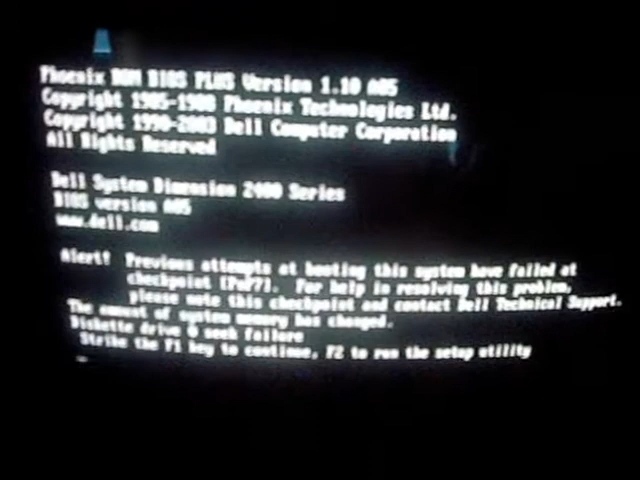 Phoenix ROM BIOS PLUS Version 1.10 A05
Copyright 1985-1988 Phoenix Technologies Ltd.
Copyright 1990-2003 Dell Computer Corporation
All Rights Reserved
Dell System Dimension 2400 Series
BIOS version A05
www.dell.com
Alert! Previous attempts at booting this system have failed at
checkpoint For help in resolving this problem,
please note this checkpoint and contact Dell Technical Support.
The amount of system memory has changed.
Diskette drive 0 seek failure
Strike the F1 key to continue, F2 to run the setup utility